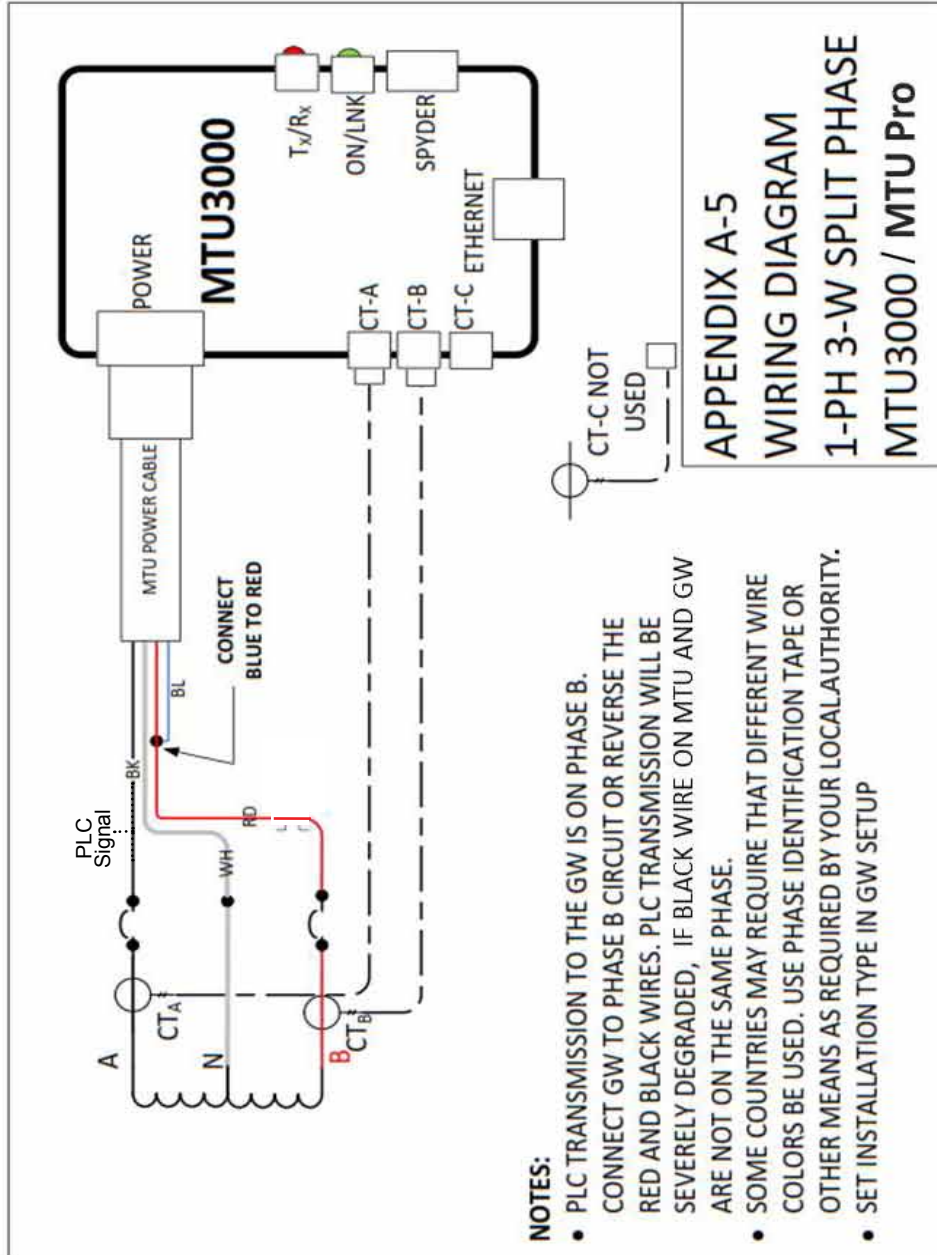 POWER
MTU3000
MTU POWER CABLE
Tx/Rx
ON/LNK
SPYDER
ETHERNET
CT-A
CT-B
CT-C
PLC
Signal
BK
BL
CONNECT
BLUE TO RED
RD
WH
A
N
B
CTA
CTB
CT-C NOT
USED
NOTES:
• PLC TRANSMISSION TO THE GW IS ON PHASE B.
CONNECT GW TO PHASE B CIRCUIT OR REVERSE THE
RED AND BLACK WIRES. PLC TRANSMISSION WILL BE
SEVERELY DEGRADED, IF BLACK WIRE ON MTU AND GW
ARE NOT ON THE SAME PHASE.
• SOME COUNTRIES MAY REQUIRE THAT DIFFERENT WIRE
COLORS BE USED. USE PHASE IDENTIFICATION TAPE OR
OTHER MEANS AS REQUIRED BY YOUR LOCAL AUTHORITY.
• SET INSTALLATION TYPE IN GW SETUP
APPENDIX A-5
WIRING DIAGRAM
1-PH 3-W SPLIT PHASE
MTU3000 / MTU Pro